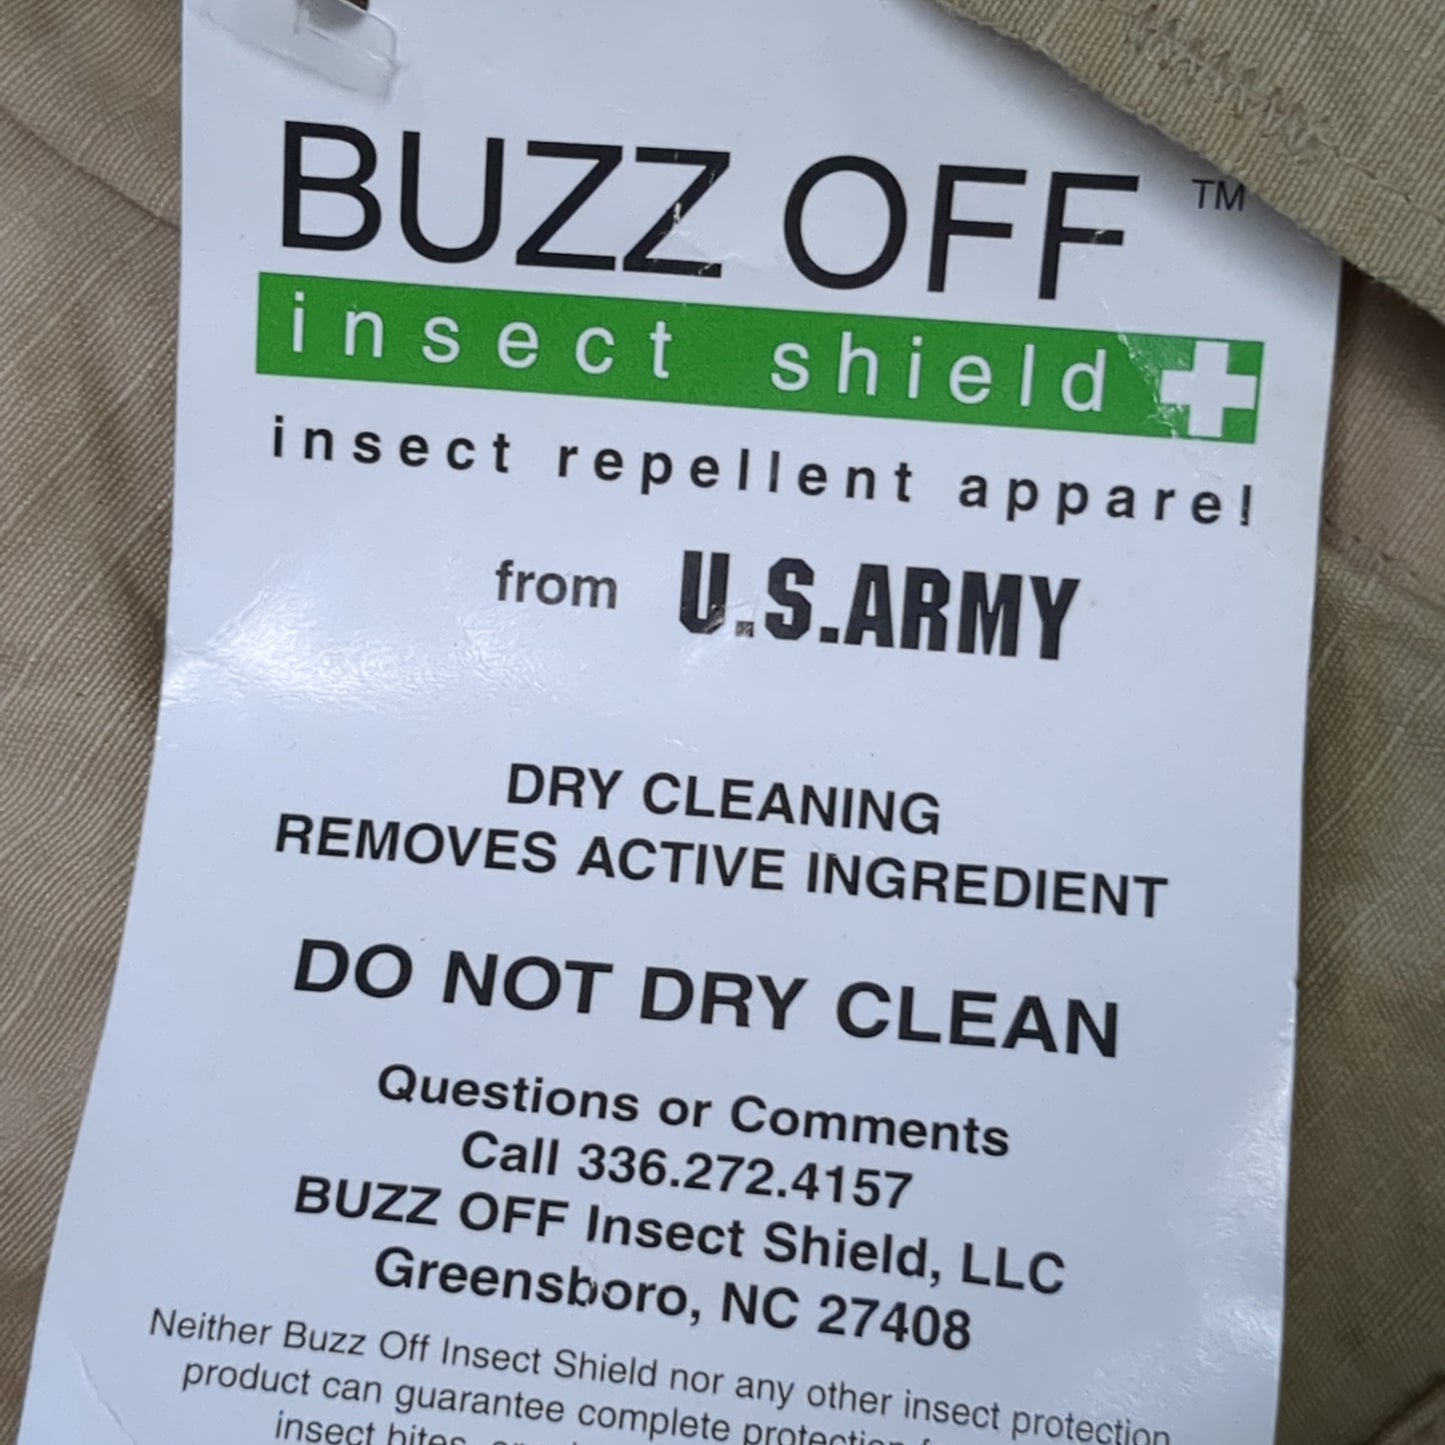 BUZZ OFF ™
insect shield
insect repellent apparel
from U.S.ARMY
DRY CLEANING
REMOVES ACTIVE INGREDIENT
DO NOT DRY CLEAN
Questions or Comments
Call 336.272.4157
BUZZ OFF Insect Shield, LLC
Greensboro, NC 27408
Neither Buzz Off Insect Shield nor any other insect protection
product can guarantee complete protection
insect bites